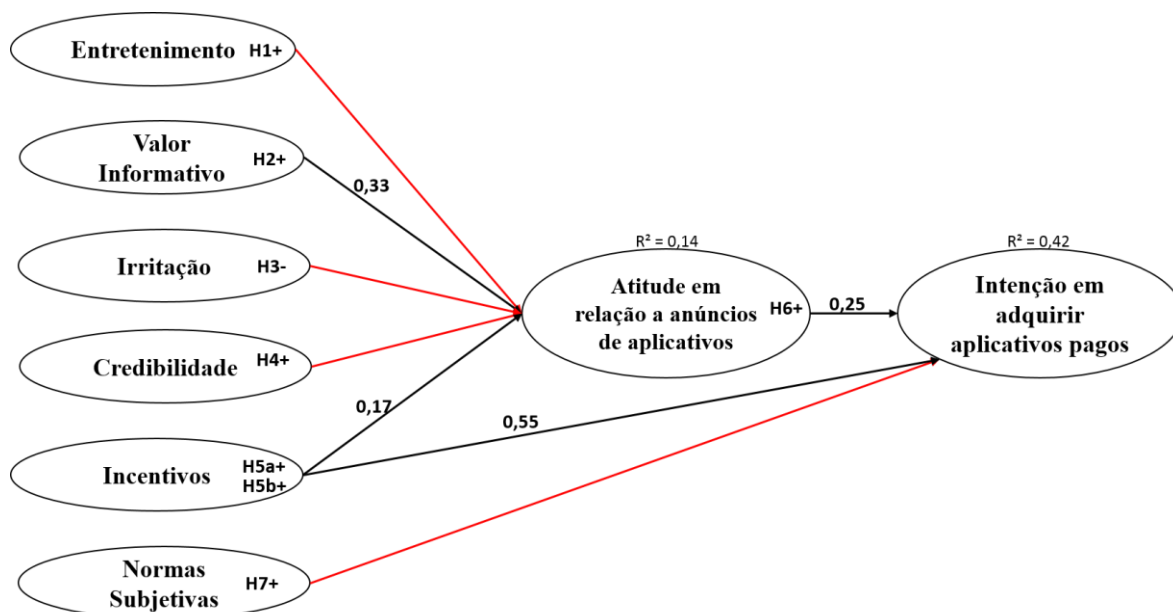 Entretenimento H1+
Valor
Informativo
H2+
0,33
Irritação H3-
Credibilidade H4+
0,17
Incentivos
H5a+
H5b+
0,55
Normas
Subjetivas
H7+
R² = 0,14
Atitude em
relação a anúncios
de aplicativos
H6+
0,25
R² = 0,42
Intenção em
adquirir
aplicativos pagos